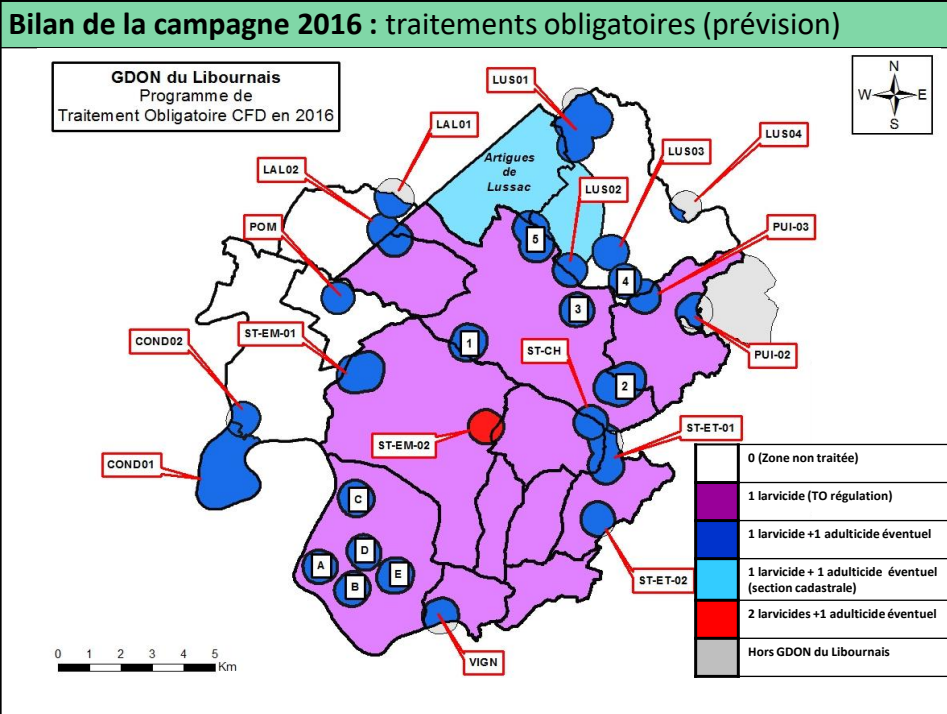 Bilan de la campagne 2016 : traitements obligatoires (prévision)
GDON du Libournais
Programme de
Traitement Obligatoire CFD en 2016
N
W E
S
LUS01
LAL01
LUS04
LUS03
Artigues
de
Lussac
LAL02
LUS02
POM
PUI-03
5
4
3
ST-EM-01
COND02
1
ST-CH
PUI-02
2
ST-EM-02
ST-ET-01
COND01
C
D
A
E
B
ST-ET-02
VIGN
0 1 2 3 4 5
Km
0 (Zone non traitée)
1 larvicide (TO régulation)
1 larvicide +1 adulticide éventuel
1 larvicide + 1 adulticide éventuel
(section cadastrale)
2 larvicides +1 adulticide éventuel
Hors GDON du Libournais